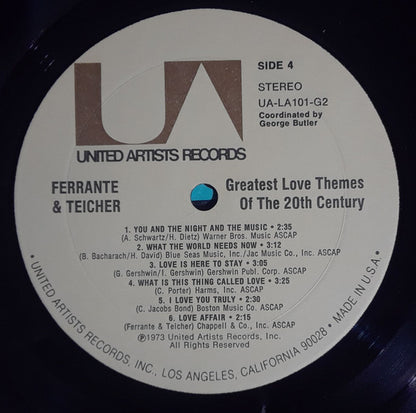 UA
SIDE 4
STEREO
UA-LA101-G2
Coordinated by
George Butler
UNITED ARTISTS RECORDS
FERRANTE
& TEICHER
Greatest Love Themes
Of The 20th Century
1. YOU AND THE NIGHT AND THE MUSIC • 2:35
(A. Schwartz/H. Dietz) Warner Bros. Music ASCAP
2. WHAT THE WORLD NEEDS NOW • 3:12
(B. Bacharach/H. David) Blue Seas Music, Inc./Jac Music Co., Inc. ASCAP
3. LOVE IS HERE TO STAY • 3:05
(G. Gershwin/I. Gershwin) Gershwin Publ. Corp. ASCAP
4. WHAT IS THIS THING CALLED LOVE • 3:25
(C. Porter) Harms, Inc. ASCAP
5. I LOVE YOU TRULY • 2:30
(C. Jacobs Bond) Boston Music Co. ASCAP
6. LOVE AFFAIR • 2:15
(Ferrante & Teicher) Chappell & Co., Inc. ASCAP
℗1973 United Artists Records, Inc.
All Rights Reserved
• UNITED ARTISTS RECORDS, INC., LOS ANGELES, CALIFORNIA 90028 • MADE IN U.S.A. •